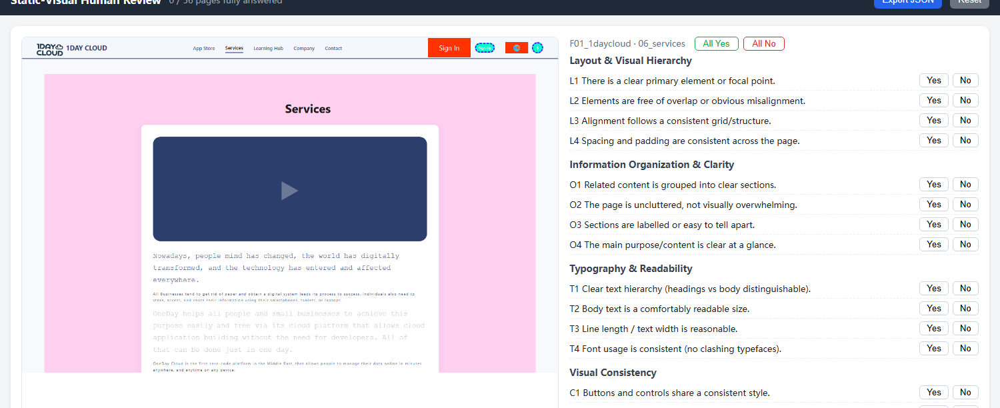 Static-Visual Human Review 0 / 56 pages fully answered
Export JSON
Reset
1DAY CLOUD
1DAY CLOUD
App Store
Services
Learning Hub
Company
Contact
Sign In
Sign Up
Services
Nowadays, people mind has changed, the world has digitally
transformed, and the technology has entered and affected
everywhere.
All Businesses tend to get rid of paper and obtain a digital system leads its process to success. Individuals also need to
store, access, and share their information using their smartphones, tablets, or laptops.
OneDay helps all people and small businesses to achieve this
purpose easily and free via its cloud platform that allows cloud
application building without the need for developers. All of
that can be done just in one day.
OneDay Cloud is the first zero-code platform in the Middle East, that allows people to manage their data online in minutes
anywhere, and anytime on any device.
F01_1daycloud · 06_services
All Yes
All No
Layout & Visual Hierarchy
L1 There is a clear primary element or focal point.
Yes
No
L2 Elements are free of overlap or obvious misalignment.
Yes
No
L3 Alignment follows a consistent grid/structure.
Yes
No
L4 Spacing and padding are consistent across the page.
Yes
No
Information Organization & Clarity
O1 Related content is grouped into clear sections.
Yes
No
O2 The page is uncluttered, not visually overwhelming.
Yes
No
O3 Sections are labelled or easy to tell apart.
Yes
No
O4 The main purpose/content is clear at a glance.
Yes
No
Typography & Readability
T1 Clear text hierarchy (headings vs body distinguishable).
Yes
No
T2 Body text is a comfortably readable size.
Yes
No
T3 Line length / text width is reasonable.
Yes
No
T4 Font usage is consistent (no clashing typefaces).
Yes
No
Visual Consistency
C1 Buttons and controls share a consistent style.
Yes
No